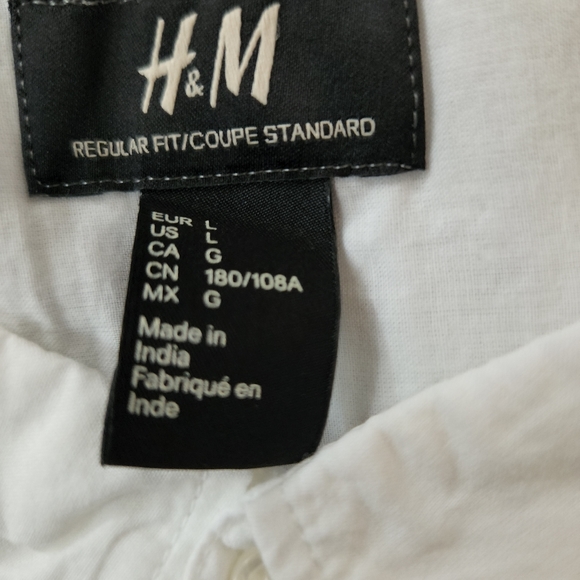 H&M
REGULAR FIT/COUPE STANDARD
EUR L
US L
CA G
CN 180/108A
MX G
Made in
India
Fabriqué en
Inde